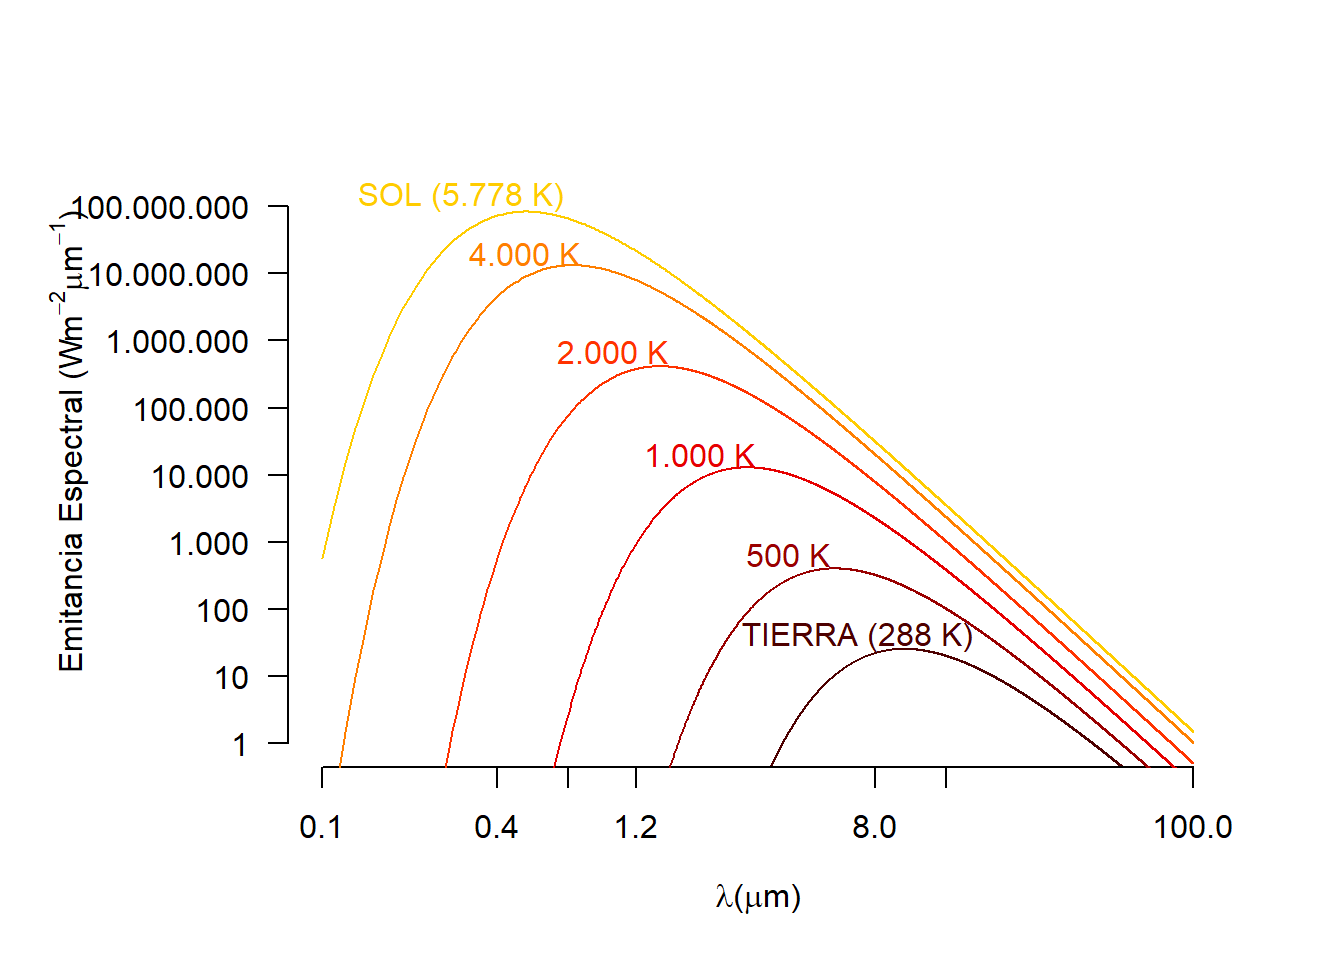 SOL (5.778 K)
4.000 K
2.000 K
1.000 K
500 K
TIERRA (288 K)
Emitancia Espectral (Wm⁻²μm⁻¹)
100.000.000
10.000.000
1.000.000
100.000
10.000
1.000
100
10
1
0.1 0.4 1.2 8.0 100.0
λ(μm)